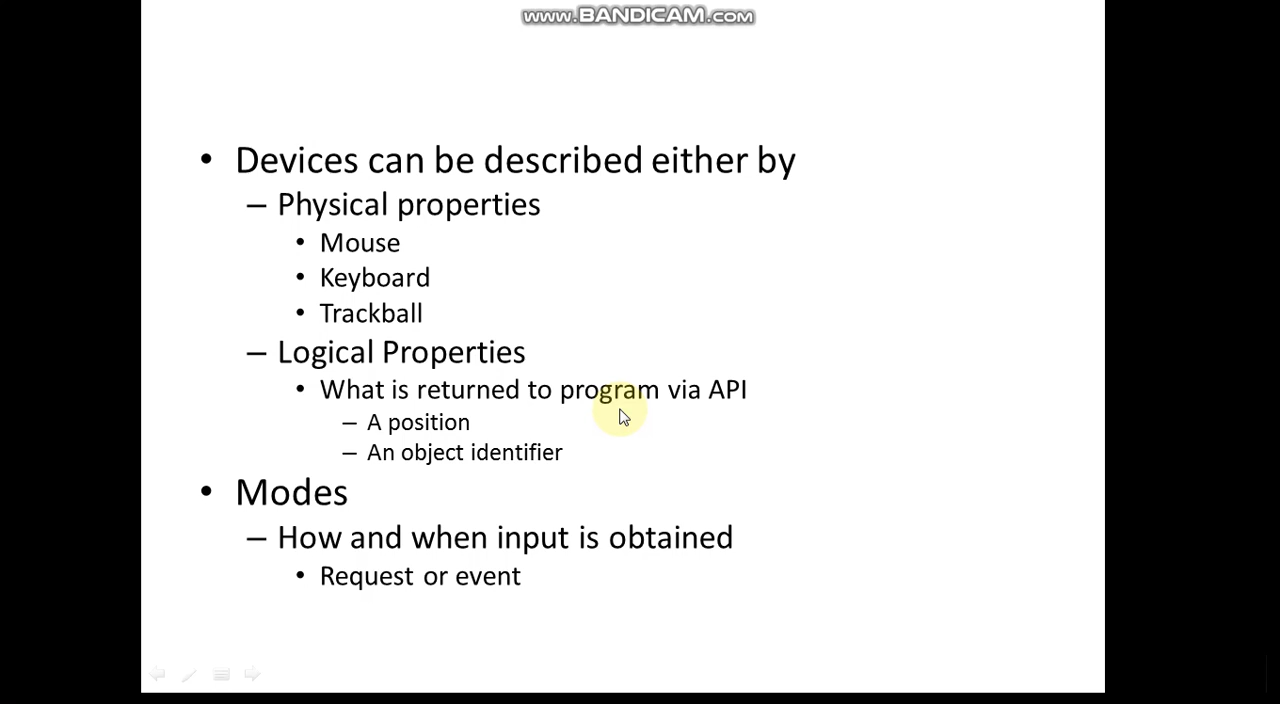 www.BANDICAM.com
• Devices can be described either by
– Physical properties
• Mouse
• Keyboard
• Trackball
– Logical Properties
• What is returned to program via API
– A position
– An object identifier
• Modes
– How and when input is obtained
• Request or event